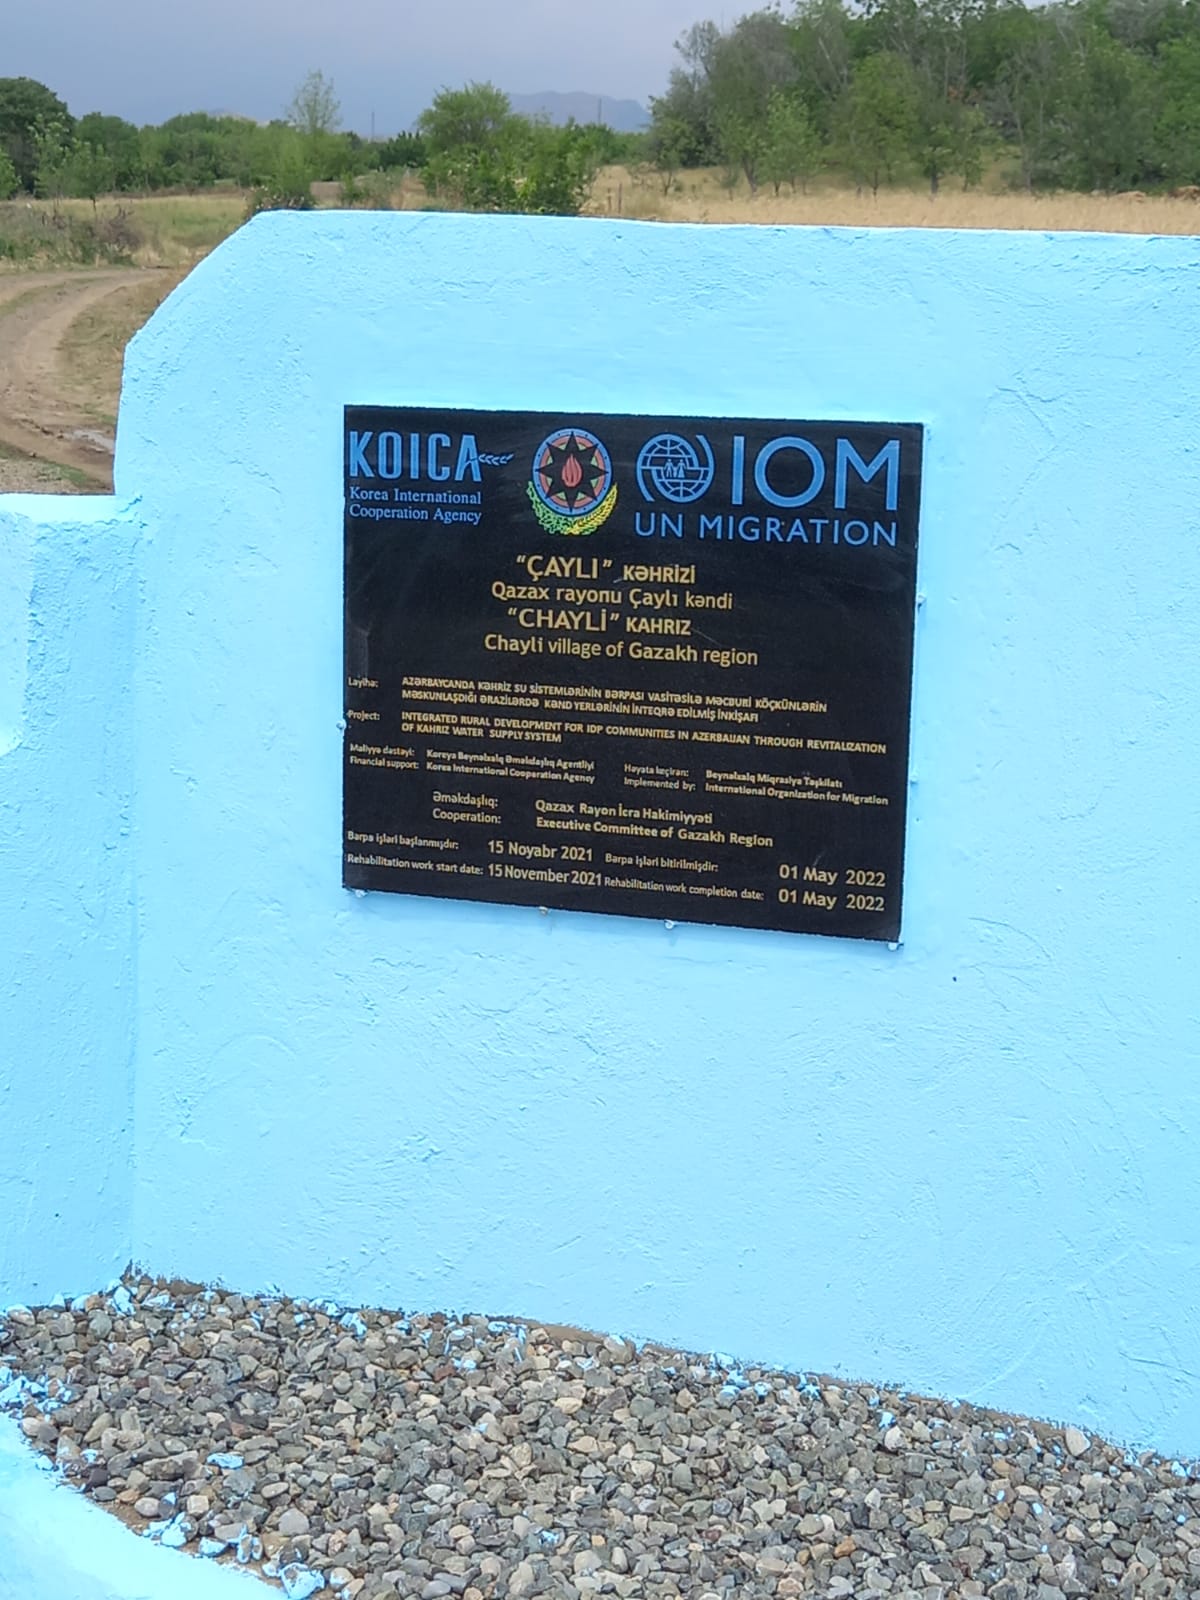 KOICA
Korea International
Cooperation Agency
IOM
UN MIGRATION
“ÇAYLI” KƏHRİZİ
Qazax rayonu Çaylı kəndi
“CHAYLİ” KAHRIZ
Chayli village of Gazakh region
Layihə: AZƏRBAYCANDA KƏHRİZ SU SİSTEMLƏRİNİN BƏRPASI VASİTƏSİLƏ MƏCBURİ KÖÇKÜNLƏRİN
MƏSKUNLAŞDIĞI ƏRAZİLƏRDƏ KƏND YERLƏRİNİN İNTEQRƏ EDİLMİŞ İNKİŞAFI
Project: INTEGRATED RURAL DEVELOPMENT FOR IDP COMMUNITIES IN AZERBAIJAN THROUGH REVITALIZATION
OF KAHRIZ WATER SUPPLY SYSTEM
Maliyyə dəstəyi: Koreya Beynəlxalq Əməkdaşlıq Agentliyi
Financial support: Korea International Cooperation Agency
Həyata keçirən: Beynəlxalq Miqrasiya Təşkilatı
Implemented by: International Organization for Migration
Əməkdaşlıq: Qazax Rayon İcra Hakimiyyəti
Cooperation: Executive Committee of Gazakh Region
Bərpa işləri başlanmışdır: 15 Noyabr 2021 Bərpa işləri bitirilmişdir: 01 May 2022
Rehabilitation work start date: 15 November 2021 Rehabilitation work completion date: 01 May 2022